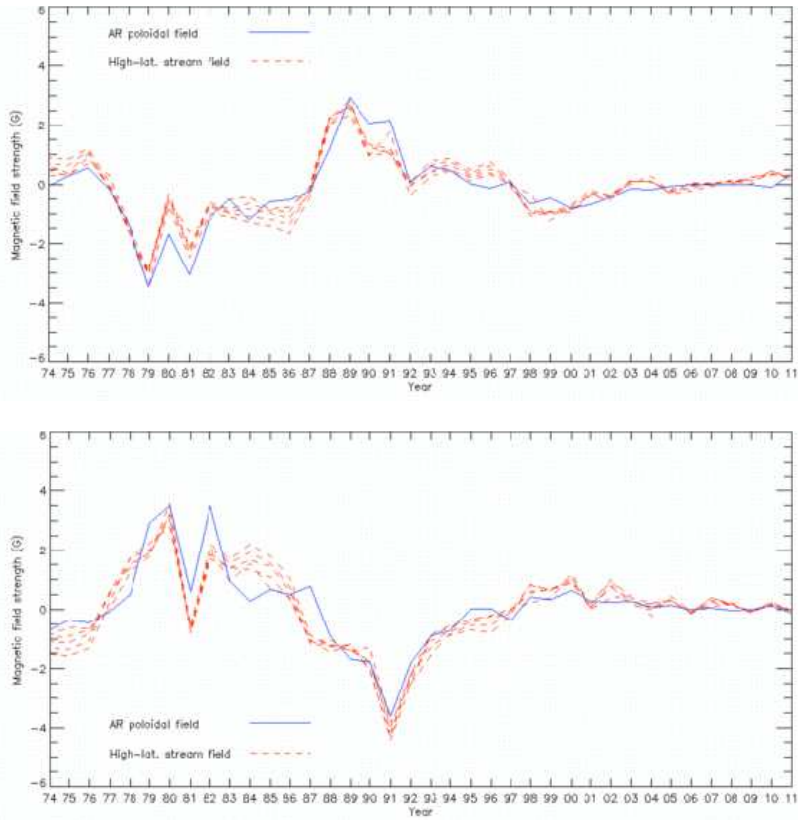 6
AR poloidal field
High-lat. stream field
4
2
0
-2
-4
-6
Magnetic field strength (G)
74 75 76 77 78 79 80 81 82 83 84 85 36 87 88 89 90 91 92 93 94 95 96 97 98 99 00 01 02 03 04 05 06 07 08 09 10 11
Year
6
4
2
0
-2
-4
-6
Magnetic field strength (G)
AR poloidal field
High-lat. stream field
74 75 76 77 78 79 80 81 82 83 84 85 86 87 88 89 90 91 92 93 94 95 96 97 98 99 00 01 02 03 04 05 06 07 08 09 10 11
Year